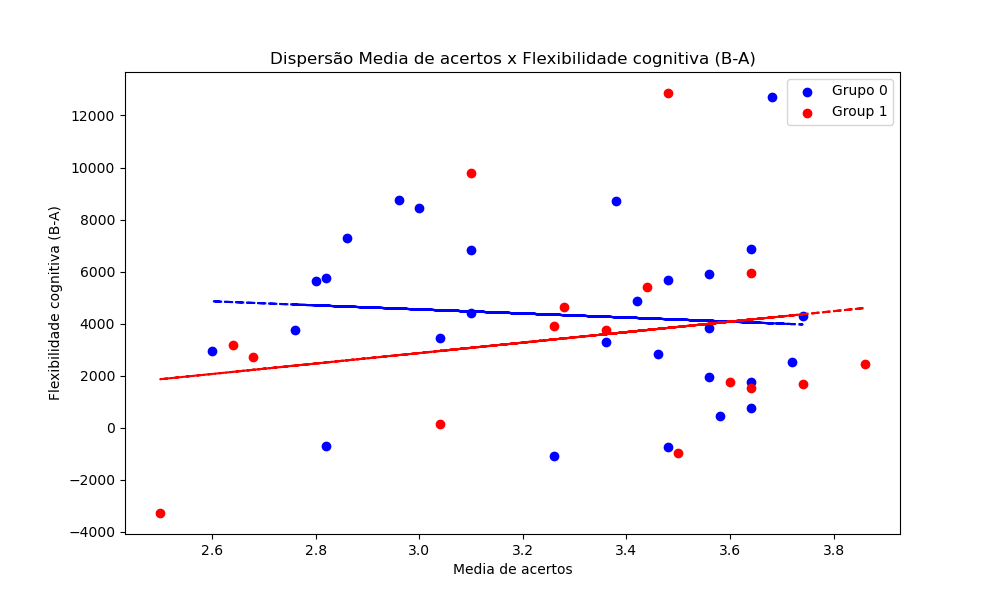 Dispersão Media de acertos x Flexibilidade cognitiva (B-A)
Grupo 0
Group 1
Flexibilidade cognitiva (B-A)
12000
10000
8000
6000
4000
2000
0
−2000
−4000
2.6 2.8 3.0 3.2 3.4 3.6 3.8
Media de acertos